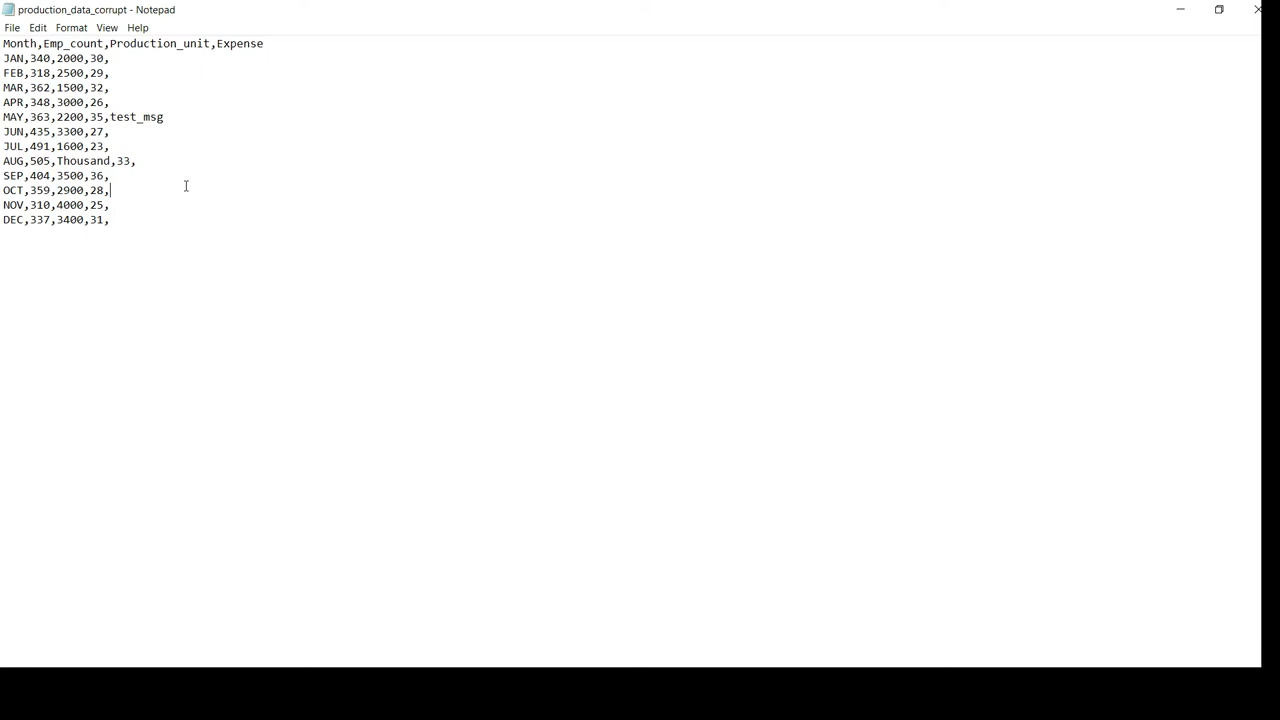 production_data_corrupt - Notepad
File Edit Format View Help
Month,Emp_count,Production_unit,Expense
JAN,340,2000,30,
FEB,318,2500,29,
MAR,362,1500,32,
APR,348,3000,26,
MAY,363,2200,35,test_msg
JUN,435,3300,27,
JUL,491,1600,23,
AUG,505,Thousand,33,
SEP,404,3500,36,
OCT,359,2900,28,
NOV,310,4000,25,
DEC,337,3400,31,